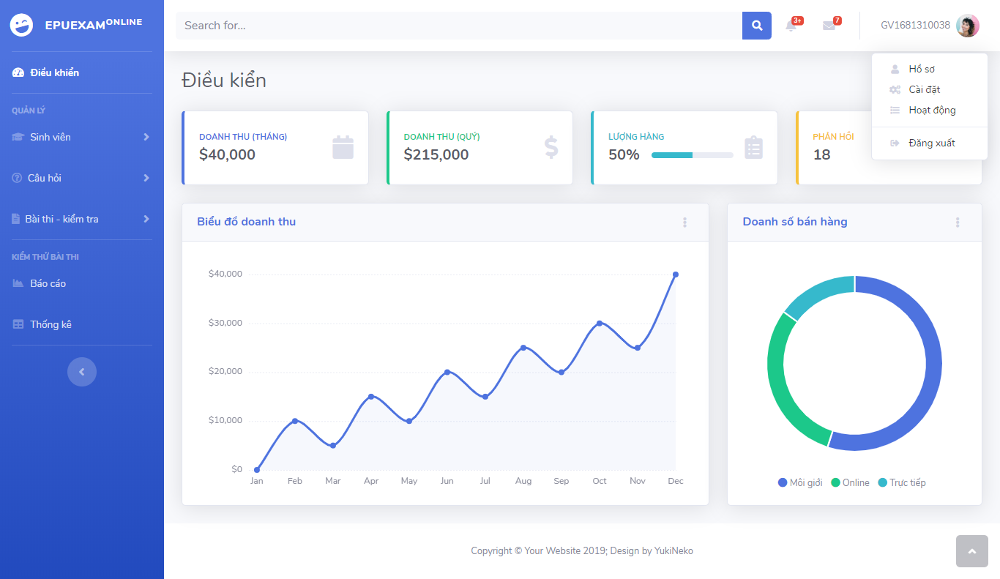 EPUEXAM ONLINE
Search for...
3+
7
GV1681310038
Hồ sơ
Cài đặt
Hoạt động
Đăng xuất
Điều khiển
QUẢN LÝ
Sinh viên
Câu hỏi
Bài thi - kiểm tra
KIỂM THỬ BÀI THI
Báo cáo
Thống kê
Điều kiển
DOANH THU (THÁNG)
$40,000
DOANH THU (QUÝ)
$215,000
LƯỢNG HÀNG
50%
PHẢN HỒI
18
Biểu đồ doanh thu
$40,000
$30,000
$20,000
$10,000
$0
Jan Feb Mar Apr May Jun Jul Aug Sep Oct Nov Dec
Doanh số bán hàng
Môi giới Online Trực tiếp
Copyright © Your Website 2019; Design by YukiNeko